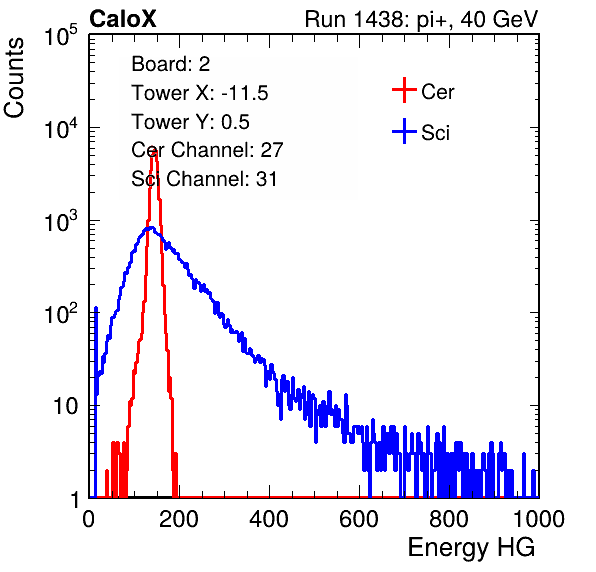 CaloX Run 1438: pi+, 40 GeV
Counts
10^5
10^4
10^3
10^2
10
1
Board: 2
Tower X: -11.5
Tower Y: 0.5
Cer Channel: 27
Sci Channel: 31
Cer
Sci
0 200 400 600 800 1000
Energy HG